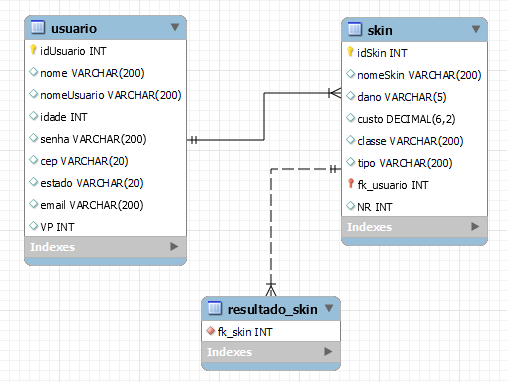 usuario
idUsuario INT
nome VARCHAR(200)
nomeUsuario VARCHAR(200)
idade INT
senha VARCHAR(200)
cep VARCHAR(20)
estado VARCHAR(20)
email VARCHAR(200)
VP INT
Indexes
skin
idSkin INT
nomeSkin VARCHAR(200)
dano VARCHAR(5)
custo DECIMAL(6,2)
classe VARCHAR(200)
tipo VARCHAR(200)
fk_usuario INT
NR INT
Indexes
resultado_skin
fk_skin INT
Indexes